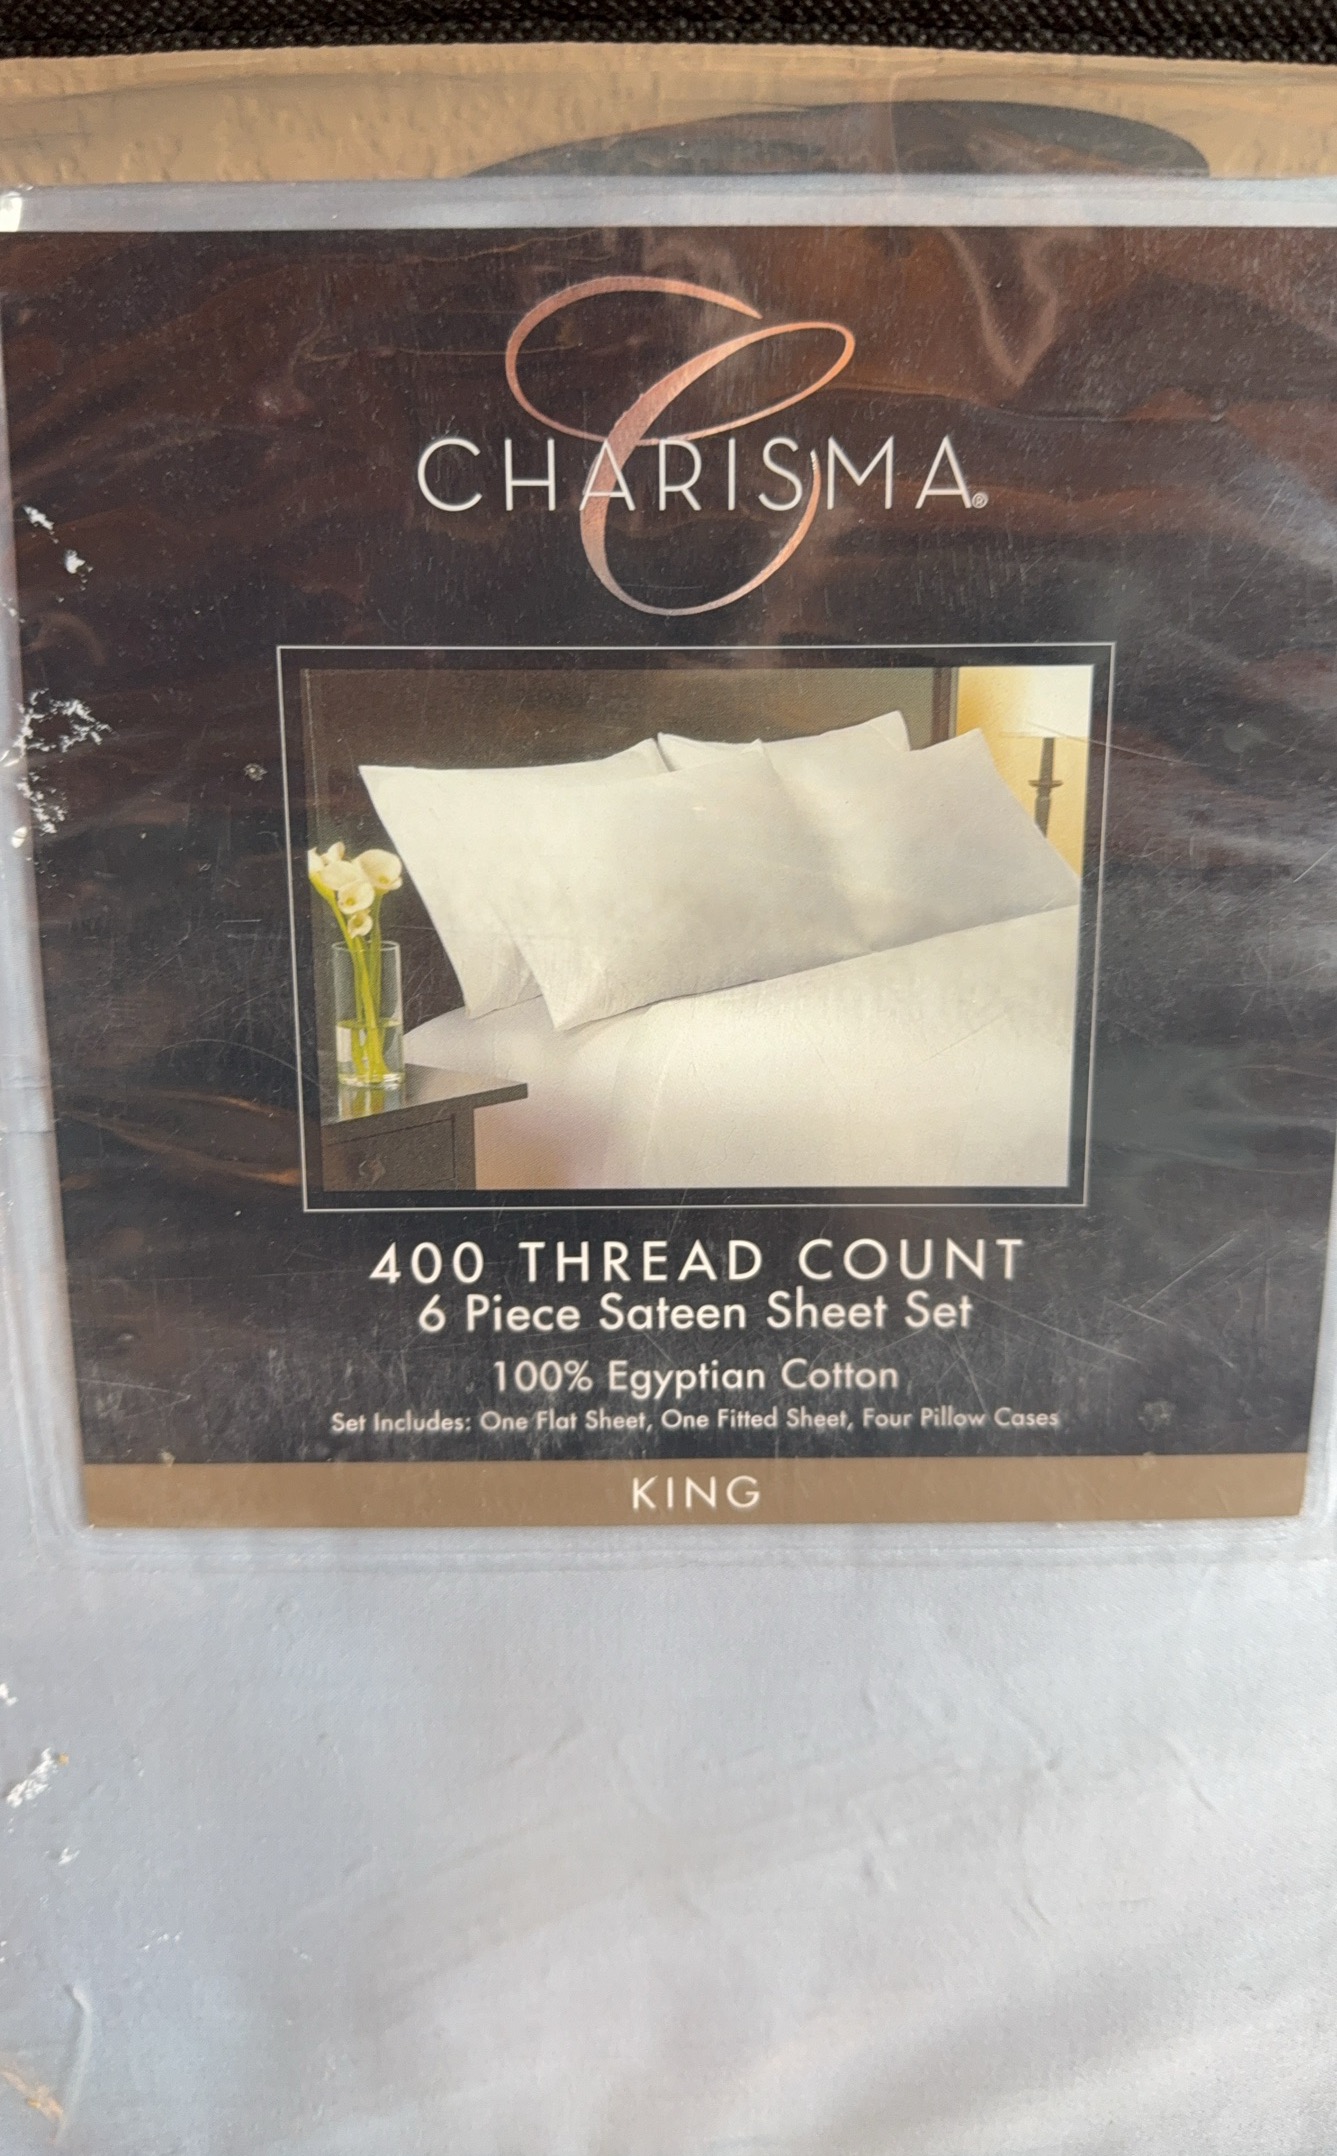 CHARISMA®
400 THREAD COUNT
6 Piece Sateen Sheet Set
100% Egyptian Cotton
Set Includes: One Flat Sheet, One Fitted Sheet, Four Pillow Cases
KING